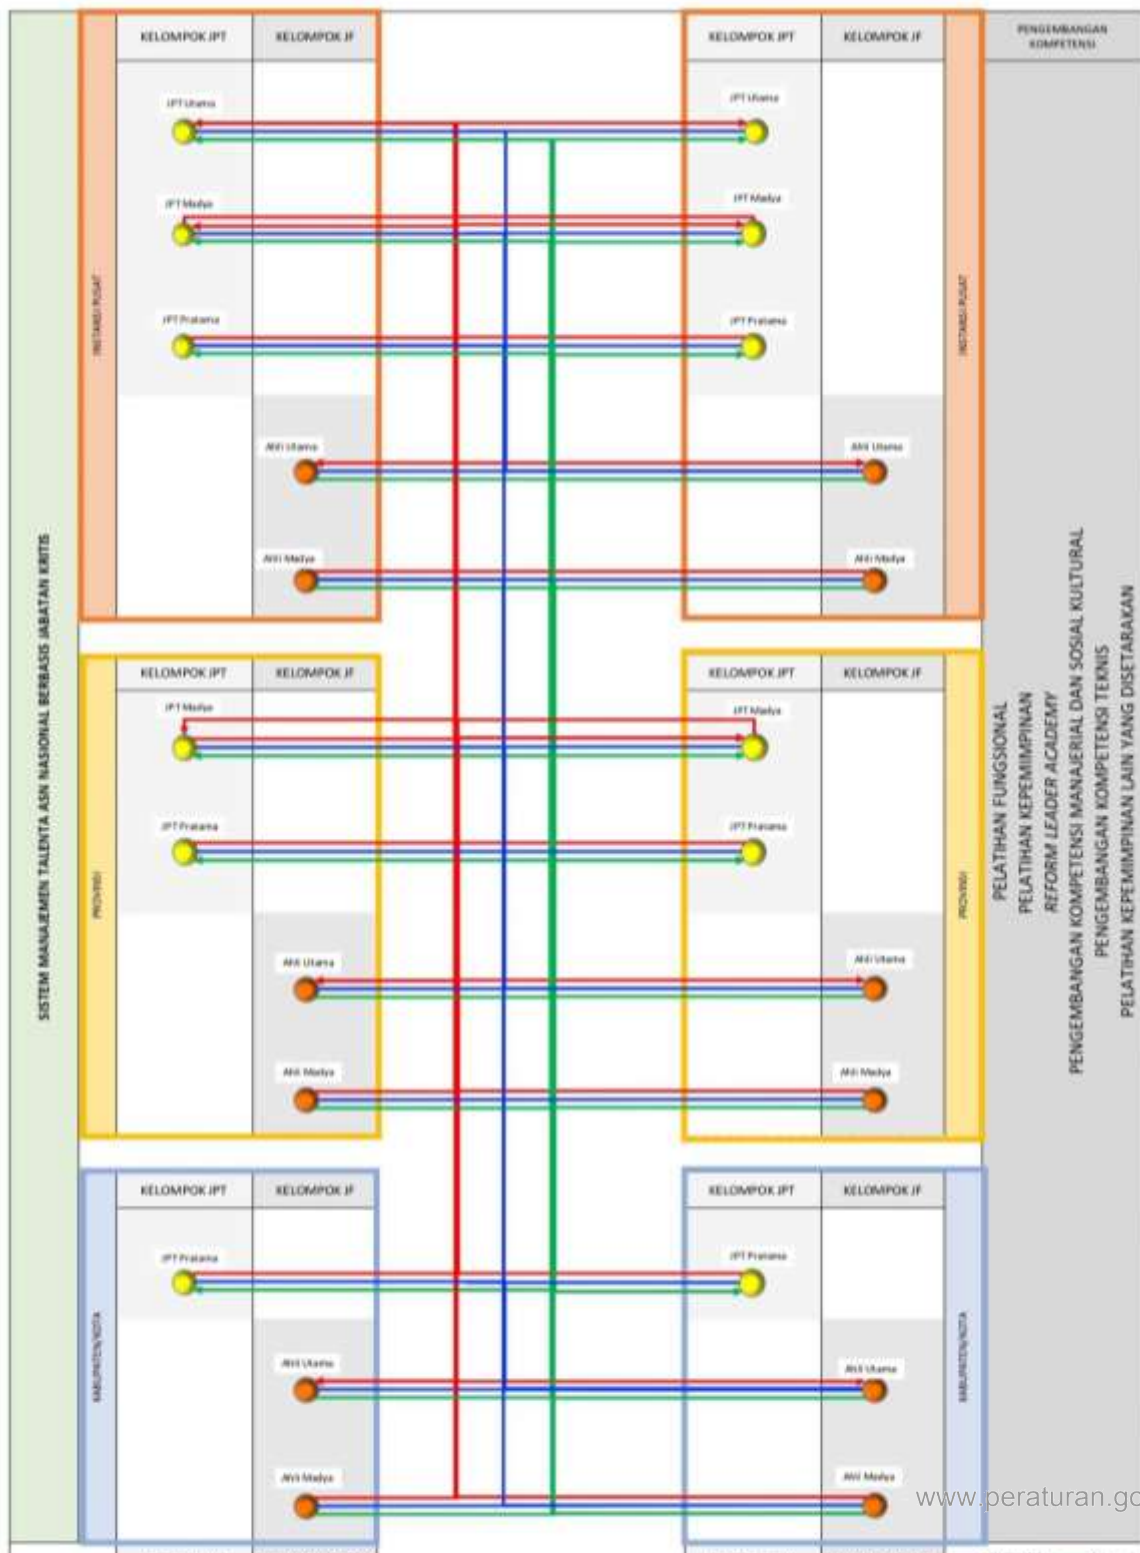 SISTEM MANAJEMEN TALENTA ASN NASIONAL BERBASIS JABATAN KRITIS
INSTANSI PUSAT
KELOMPOK JPT
KELOMPOK JF
JPT Utama
JPT Madya
JPT Pratama
Ahli Utama
Ahli Madya
KELOMPOK JPT
KELOMPOK JF
JPT Utama
JPT Madya
JPT Pratama
Ahli Utama
Ahli Madya
INSTANSI PUSAT
PROVINSI
KELOMPOK JPT
KELOMPOK JF
JPT Madya
JPT Pratama
Ahli Utama
Ahli Madya
KELOMPOK JPT
KELOMPOK JF
JPT Madya
JPT Pratama
Ahli Utama
Ahli Madya
PROVINSI
KABUPATEN/KOTA
KELOMPOK JPT
KELOMPOK JF
JPT Pratama
Ahli Utama
Ahli Madya
KELOMPOK JPT
KELOMPOK JF
JPT Pratama
Ahli Utama
Ahli Madya
KABUPATEN/KOTA
PENGEMBANGAN
KOMPETENSI
PELATIHAN FUNGSIONAL
PELATIHAN KEPEMIMPINAN
REFORM LEADER ACADEMY
PENGEMBANGAN KOMPETENSI MANAJERIAL DAN SOSIAL KULTURAL
PENGEMBANGAN KOMPETENSI TEKNIS
PELATIHAN KEPEMIMPINAN LAIN YANG DISETARAKAN
www.peraturan.go